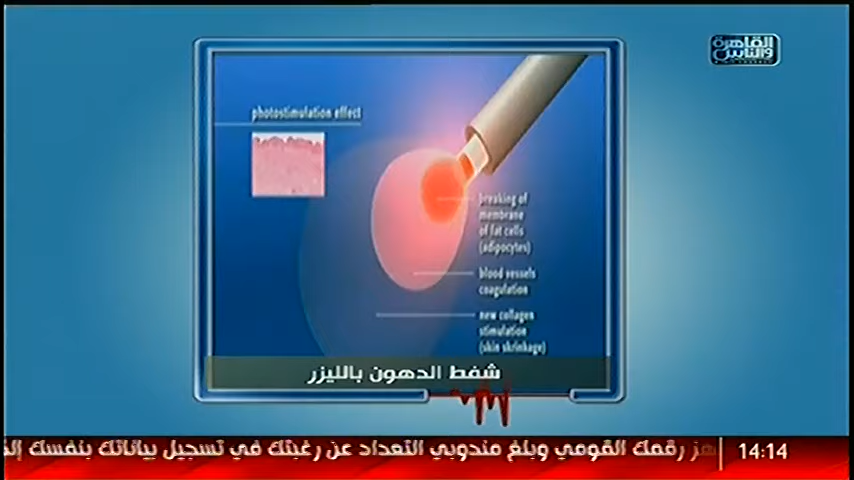 القاهرة
والناس
photostimulation effect
breaking of
membrane
of fat cells
(adipocytes)
blood vessels
coagulation
new collagen
stimulation
(skin shrinkage)
شفط الدهون بالليزر
رقمك القومي وبلغ مندوبي التعداد عن رغبتك في تسجيل بياناتك بنفسك
14:14